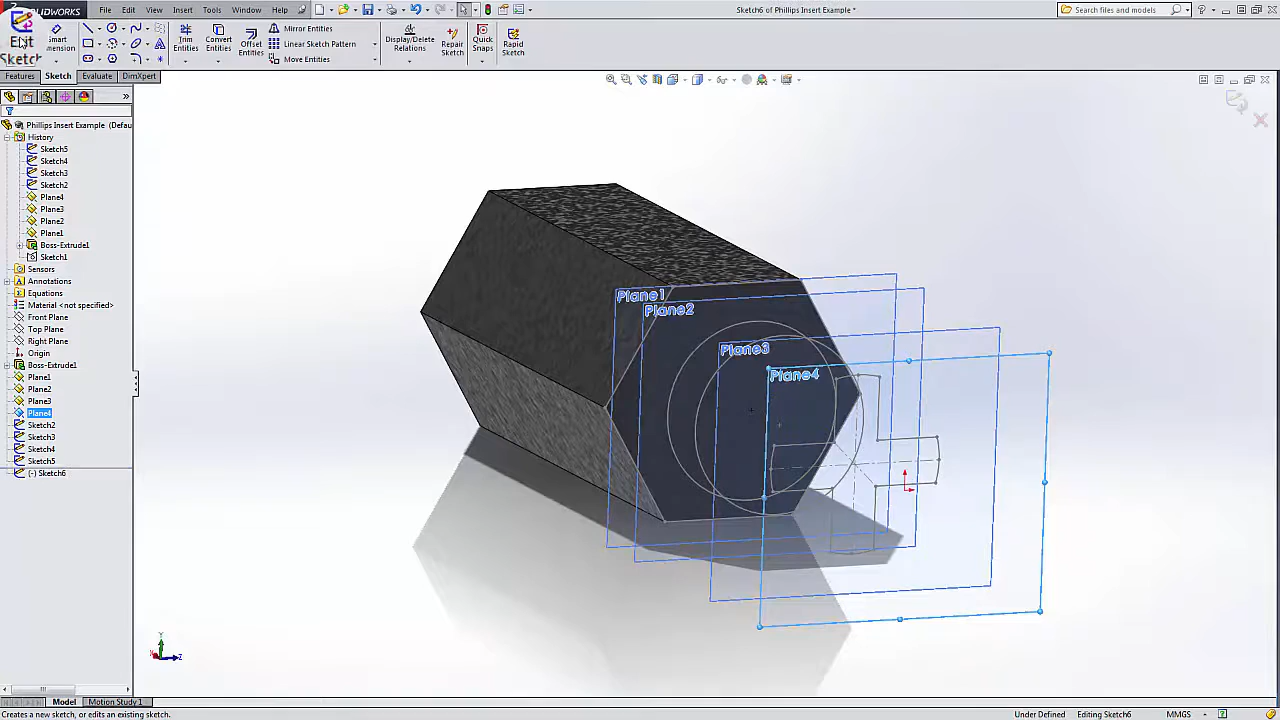 SOLIDWORKS
File Edit View Insert Tools Window Help
Sketch6 of Phillips Insert Example *
Search files and models
Edit Sketch
Smart Dimension
Trim Entities
Convert Entities
Offset Entities
Mirror Entities
Linear Sketch Pattern
Move Entities
Display/Delete Relations
Repair Sketch
Quick Snaps
Rapid Sketch
Features Sketch Evaluate DimXpert
Phillips Insert Example (Defau
History
Sketch5
Sketch4
Sketch3
Sketch2
Plane4
Plane3
Plane2
Plane1
Boss-Extrude1
Sketch1
Sensors
Annotations
Equations
Material <not specified>
Front Plane
Top Plane
Right Plane
Origin
Boss-Extrude1
Plane1
Plane2
Plane3
Plane4
Sketch2
Sketch3
Sketch4
Sketch5
(-) Sketch6
Plane1
Plane2
Plane3
Plane4
Y
X
Z
Model Motion Study 1
Creates a new sketch, or edits an existing sketch.
Under Defined Editing Sketch6 MMGS